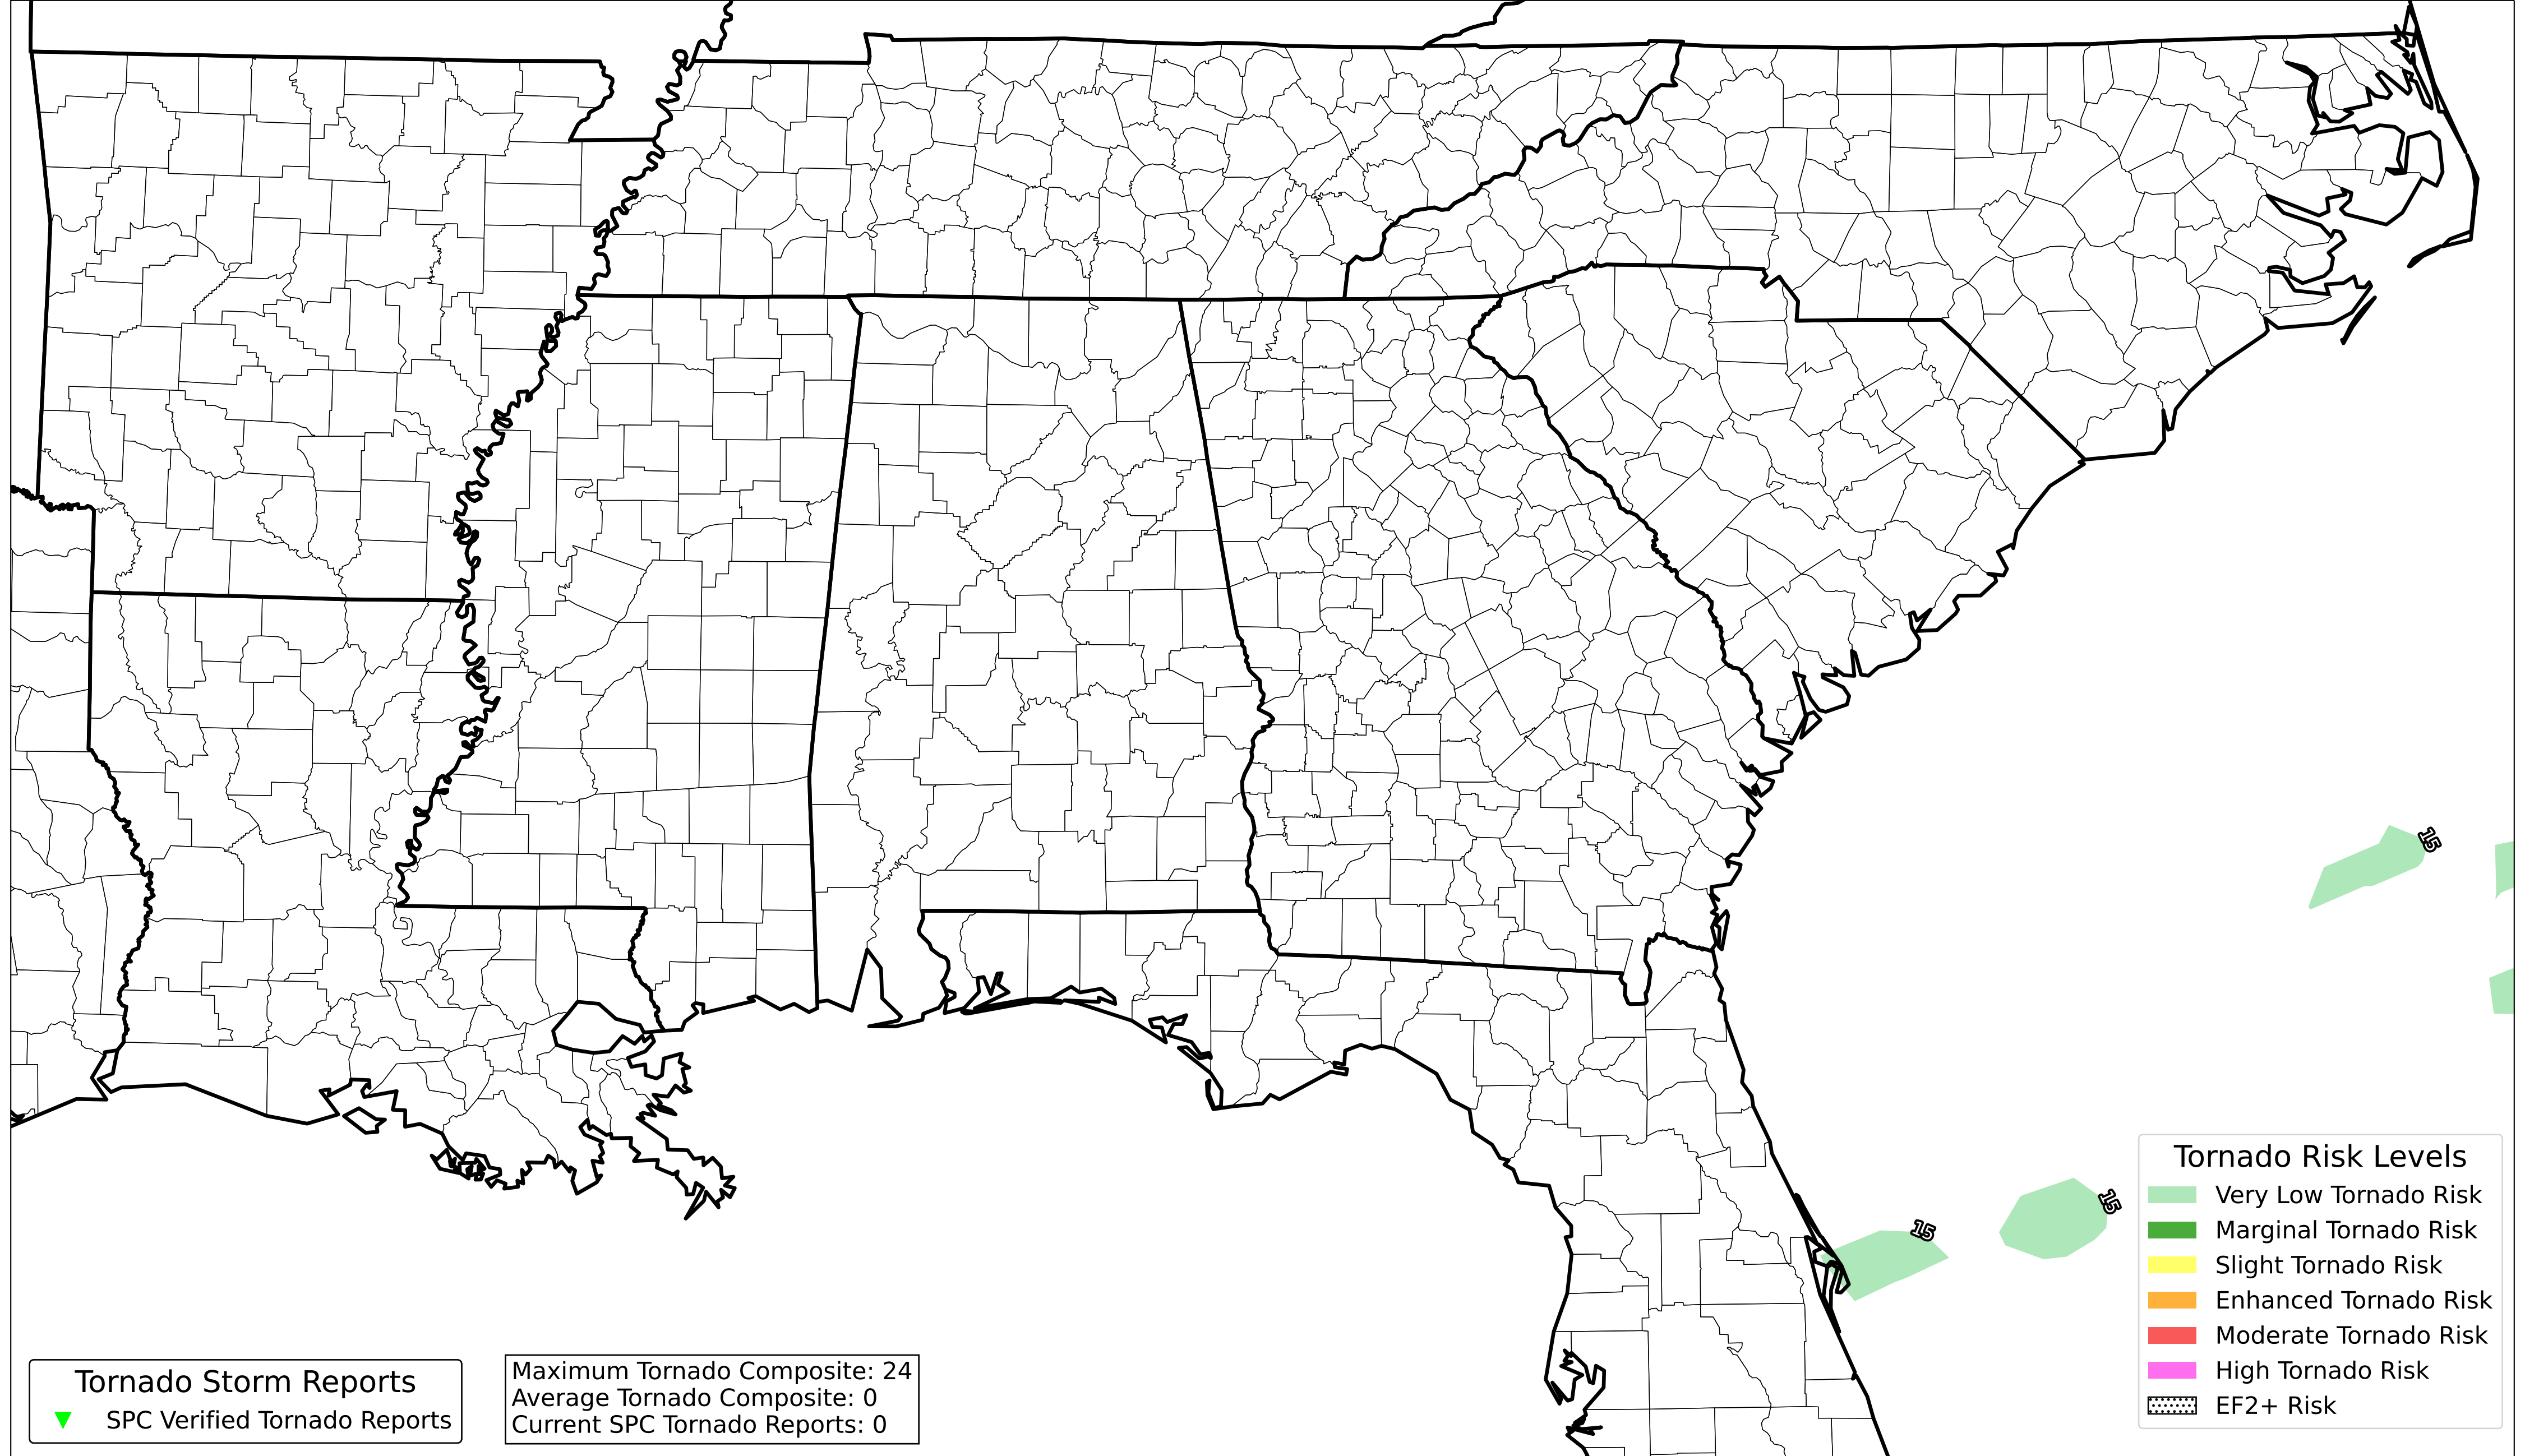 15
15
15
Tornado Risk Levels
Very Low Tornado Risk
Marginal Tornado Risk
Slight Tornado Risk
Enhanced Tornado Risk
Moderate Tornado Risk
High Tornado Risk
EF2+ Risk
Tornado Storm Reports
SPC Verified Tornado Reports
Maximum Tornado Composite: 24
Average Tornado Composite: 0
Current SPC Tornado Reports: 0